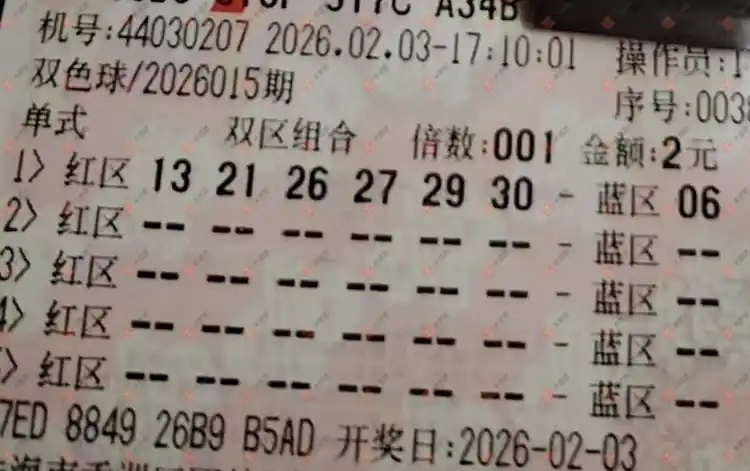 A34B
机号:44030207 2026.02.03-17:10:01 操作员:1
双色球/2026015期 序号:003
单式 双区组合 倍数:001 金额:2元
1> 红区 13 21 26 27 29 30 - 蓝区 06
2> 红区 -- -- -- -- -- -- - 蓝区 --
3> 红区 -- -- -- -- -- -- - 蓝区 --
4> 红区 -- -- -- -- -- -- - 蓝区 --
> 红区 -- -- -- -- -- -- - 蓝区 --
7ED 8849 26B9 B5AD 开奖日:2026-02-03